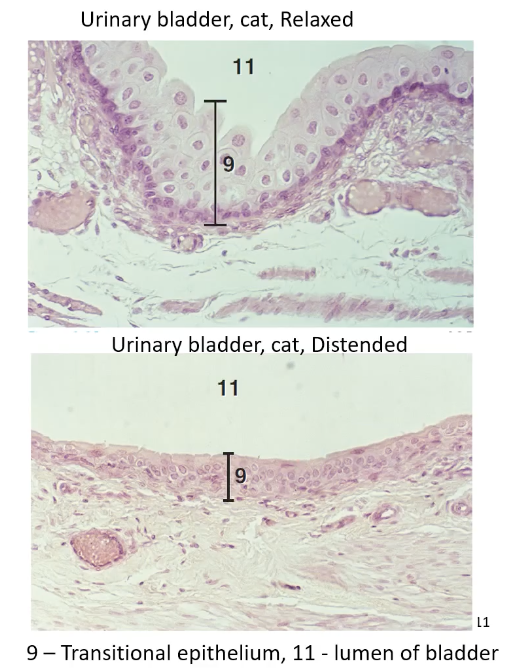 Urinary bladder, cat, Relaxed
11
9
Urinary bladder, cat, Distended
11
9
11
9 – Transitional epithelium, 11 - lumen of bladder